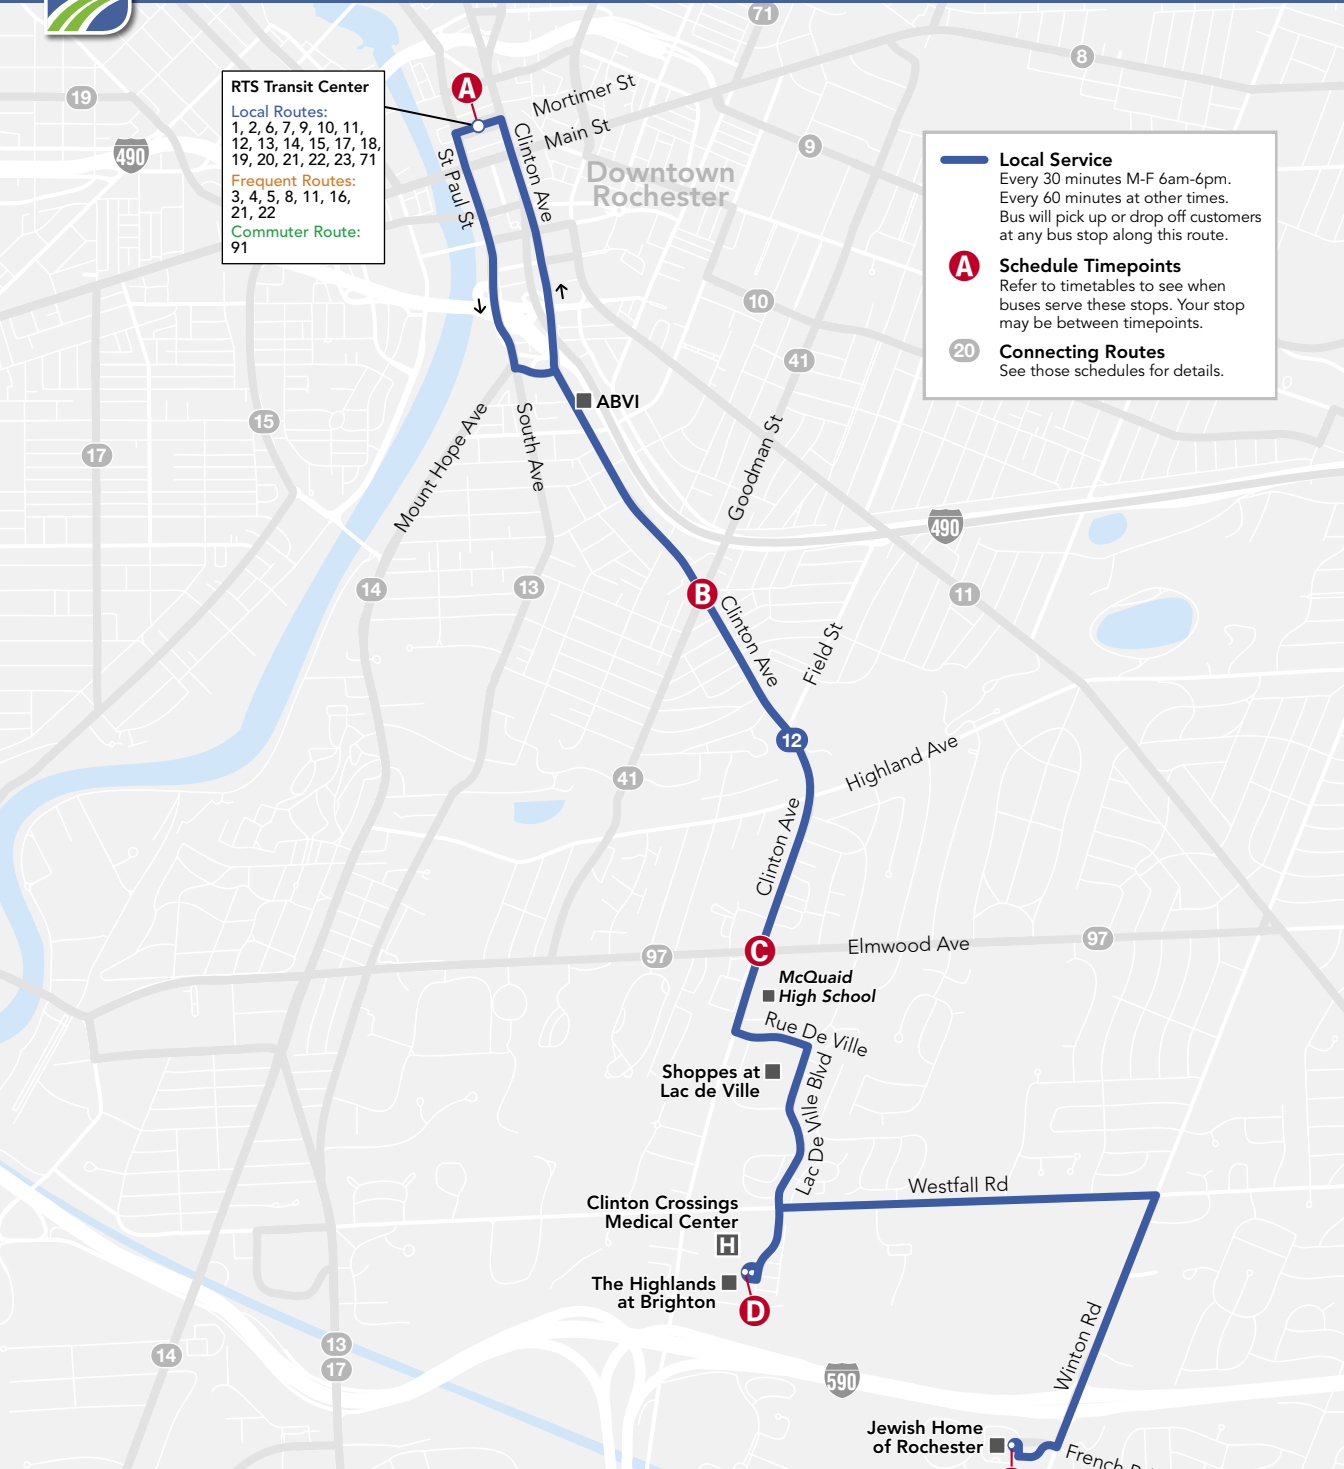 71
8
19
RTS Transit Center
Local Routes:
1, 2, 6, 7, 9, 10, 11,
12, 13, 14, 15, 17, 18,
19, 20, 21, 22, 23, 71
Frequent Routes:
3, 4, 5, 8, 11, 16,
21, 22
Commuter Route:
91
A
Mortimer St
Main St
Clinton Ave
St Paul St
Downtown
Rochester
490
9
Local Service
Every 30 minutes M-F 6am-6pm.
Every 60 minutes at other times.
Bus will pick up or drop off customers
at any bus stop along this route.
A
Schedule Timepoints
Refer to timetables to see when
buses serve these stops. Your stop
may be between timepoints.
20
Connecting Routes
See those schedules for details.
10
41
15
17
ABVI
Mount Hope Ave
South Ave
Goodman St
490
14
13
B
11
Clinton Ave
Field St
12
Highland Ave
41
Clinton Ave
97
C
Elmwood Ave
97
McQuaid
High School
Rue De Ville
Shoppes at
Lac de Ville
Lac De Ville Blvd
Westfall Rd
Clinton Crossings
Medical Center
H
The Highlands
at Brighton
D
Winton Rd
13
17
14
590
Jewish Home
of Rochester
French